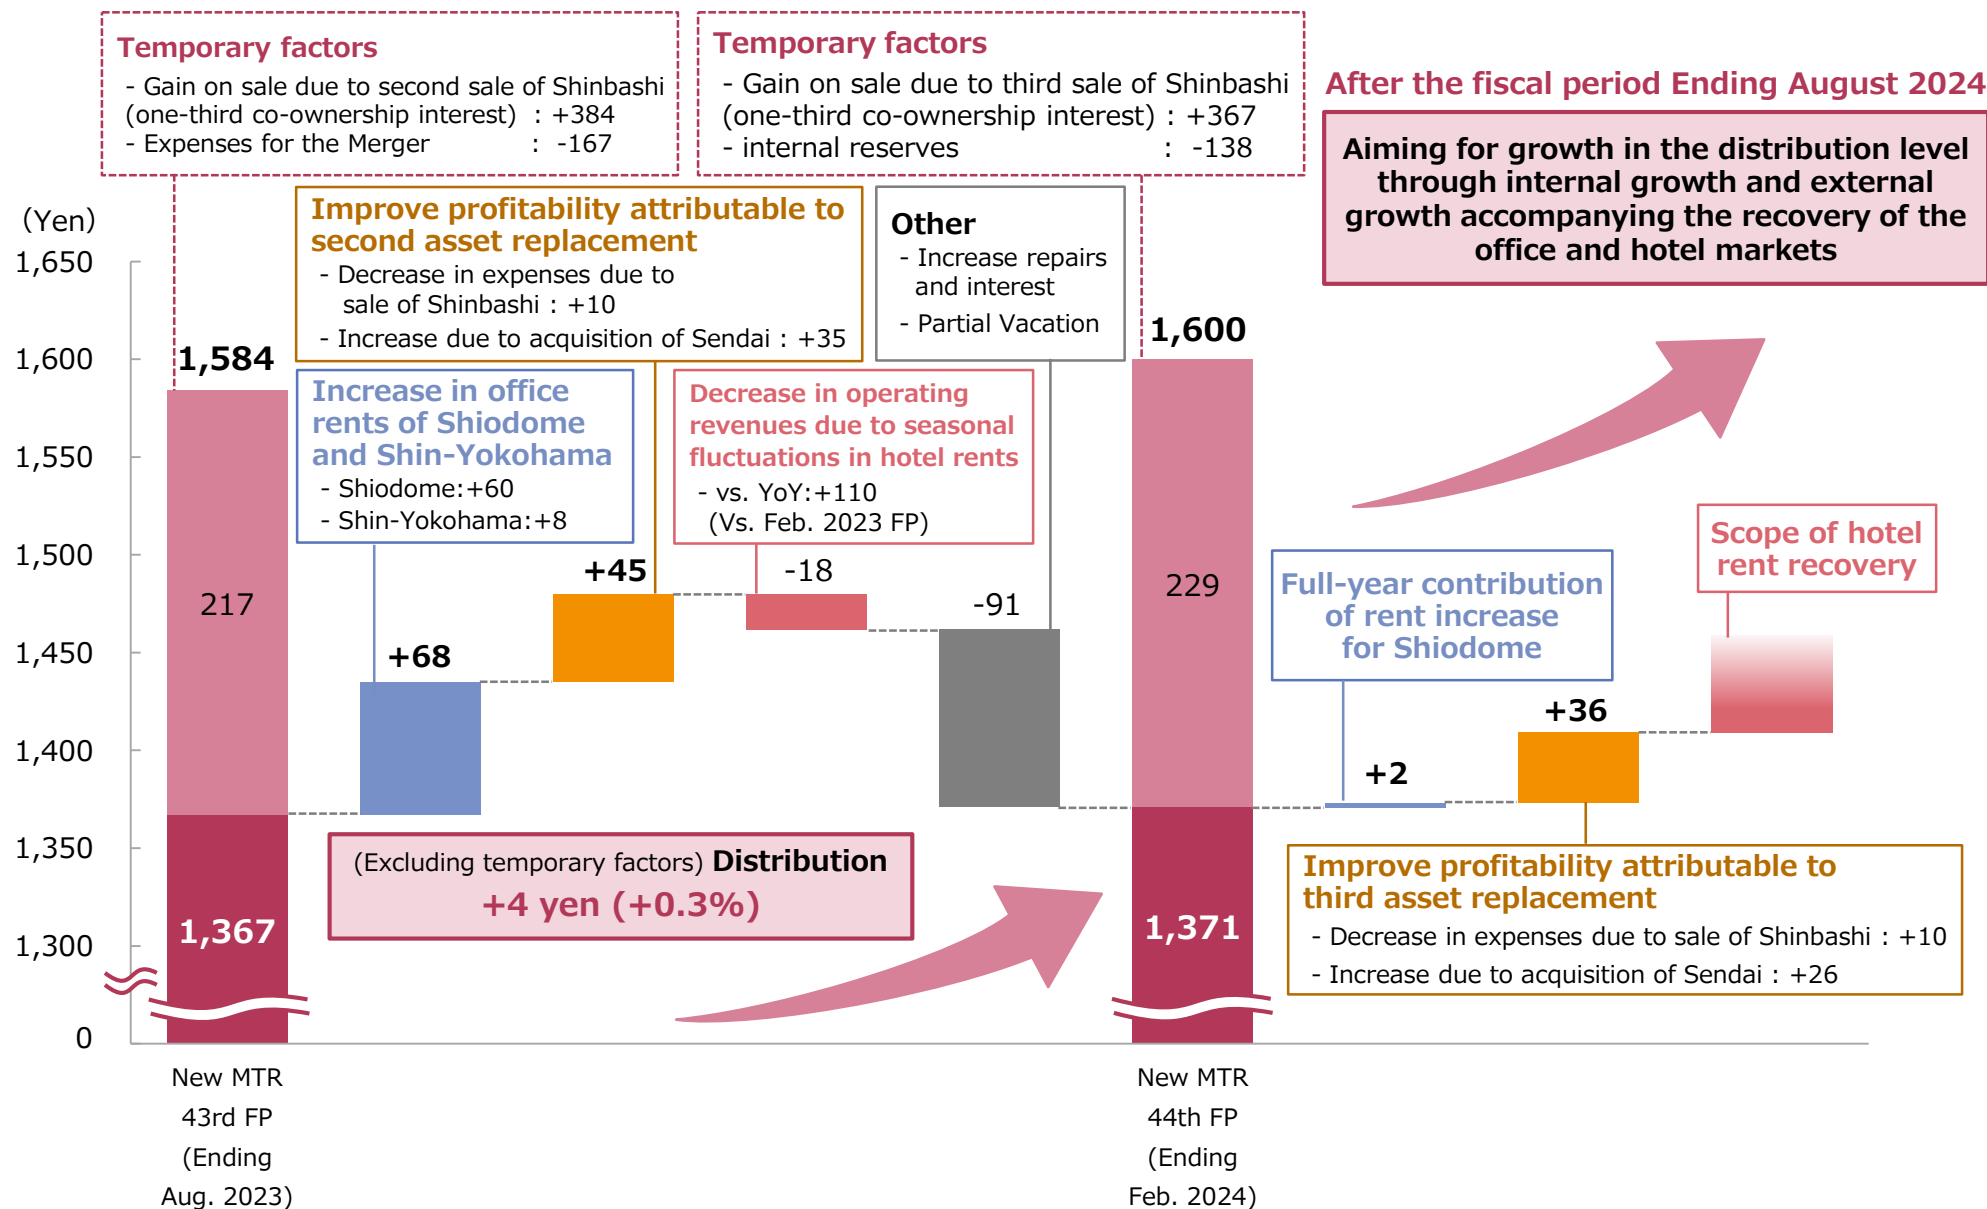 Temporary factors
- Gain on sale due to second sale of Shinbashi
(one-third co-ownership interest) : +384
- Expenses for the Merger : -167
Temporary factors
- Gain on sale due to third sale of Shinbashi
(one-third co-ownership interest) : +367
- internal reserves : -138
After the fiscal period Ending August 2024
Aiming for growth in the distribution level
through internal growth and external
growth accompanying the recovery of the
office and hotel markets
(Yen)
1,650
1,600
1,550
1,500
1,450
1,400
1,350
1,300
0
Improve profitability attributable to
second asset replacement
- Decrease in expenses due to
sale of Shinbashi : +10
- Increase due to acquisition of Sendai : +35
Other
- Increase repairs
and interest
- Partial Vacation
1,584
217
1,367
Increase in office
rents of Shiodome
and Shin-Yokohama
- Shiodome:+60
- Shin-Yokohama:+8
Decrease in operating
revenues due to seasonal
fluctuations in hotel rents
- vs. YoY:+110
(Vs. Feb. 2023 FP)
+68
+45
-18
-91
1,600
229
1,371
(Excluding temporary factors) Distribution
+4 yen (+0.3%)
Full-year contribution
of rent increase
for Shiodome
+2
+36
Scope of hotel
rent recovery
Improve profitability attributable to
third asset replacement
- Decrease in expenses due to sale of Shinbashi : +10
- Increase due to acquisition of Sendai : +26
New MTR
43rd FP
(Ending
Aug. 2023)
New MTR
44th FP
(Ending
Feb. 2024)